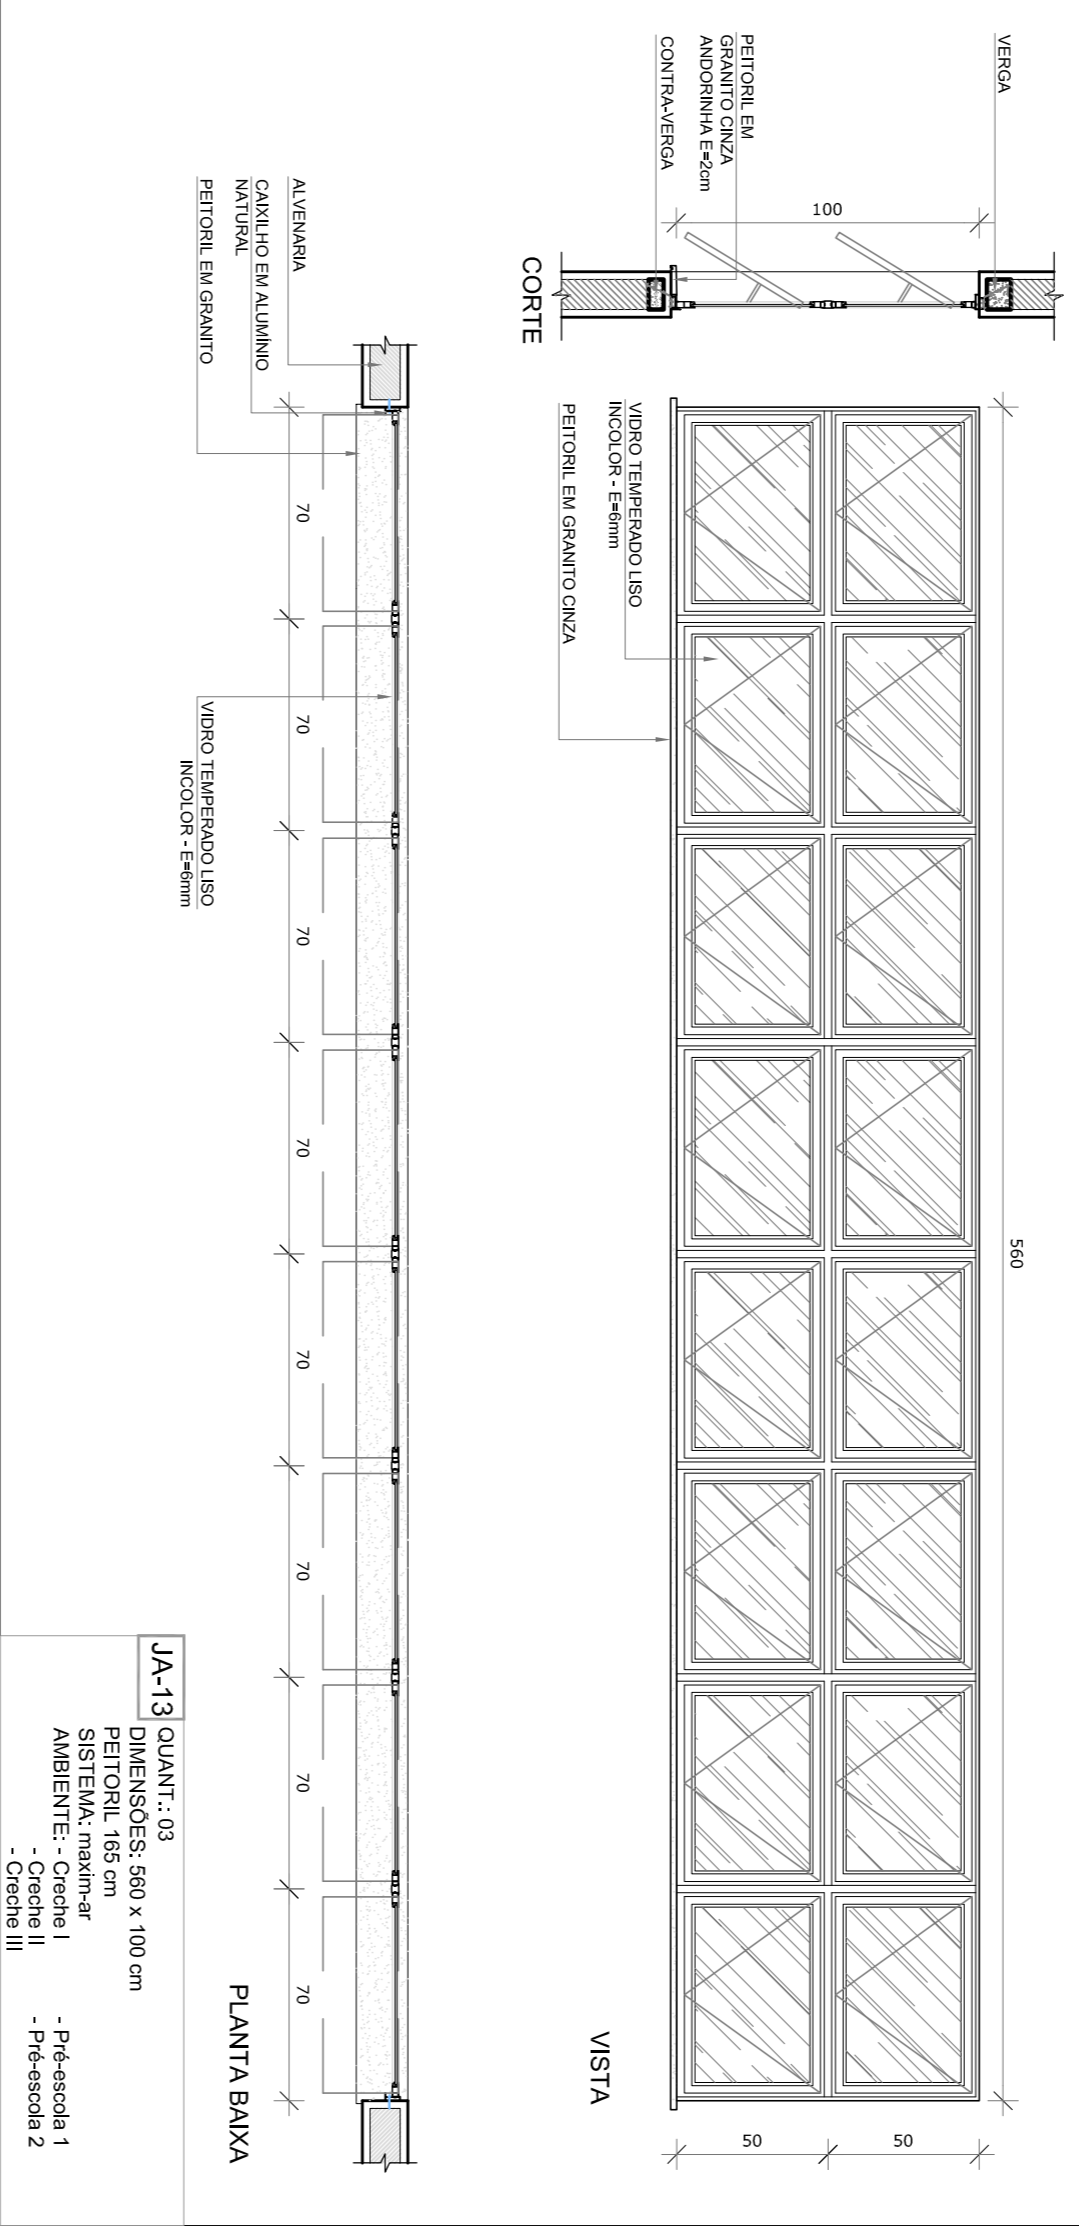 VERGA
100
PEITORIL EM
GRANITO CINZA
ANDORINHA E=2cm
CONTRA-VERGA
CORTE
560
50
50
VIDRO TEMPERADO LISO
INCOLOR - E=6mm
PEITORIL EM GRANITO CINZA
VISTA
ALVENARIA
CAIXILHO EM ALUMÍNIO
NATURAL
PEITORIL EM GRANITO
70
70
70
70
70
70
70
70
VIDRO TEMPERADO LISO
INCOLOR - E=6mm
PLANTA BAIXA
JA-13
QUANT.: 03
DIMENSÕES: 560 x 100 cm
PEITORIL 165 cm
SISTEMA: maxim-ar
AMBIENTE: - Creche I - Pré-escola 1
- Creche II - Pré-escola 2
- Creche III